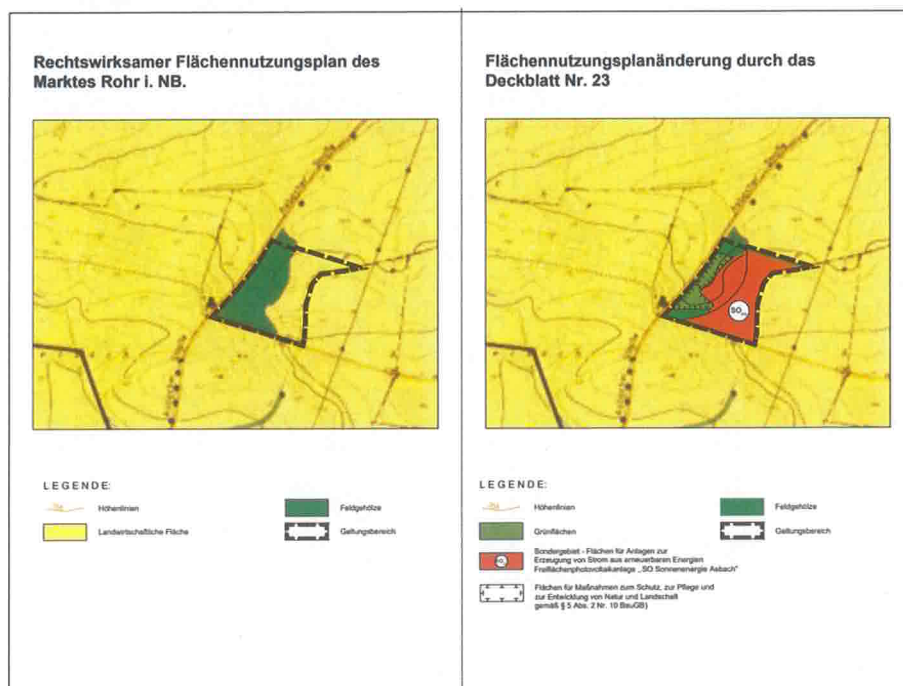 Rechtswirksamer Flächennutzungsplan des
Marktes Rohr i. NB.
LEGENDE:
Höhenlinien
Feldgehölze
Landwirtschaftliche Fläche
Geltungsbereich
Flächennutzungsplanänderung durch das
Deckblatt Nr. 23
SO
LEGENDE:
Höhenlinien
Feldgehölze
Grünflächen
Geltungsbereich
Sondergebiet - Flächen für Anlagen zur
Erzeugung von Strom aus erneuerbaren Energien
Freiflächenphotovoltaikanlage „SO Sonnenenergie Asbach"
Flächen für Maßnahmen zum Schutz, zur Pflege und
zur Entwicklung von Natur und Landschaft
gemäß § 5 Abs. 2 Nr. 10 BauGB)